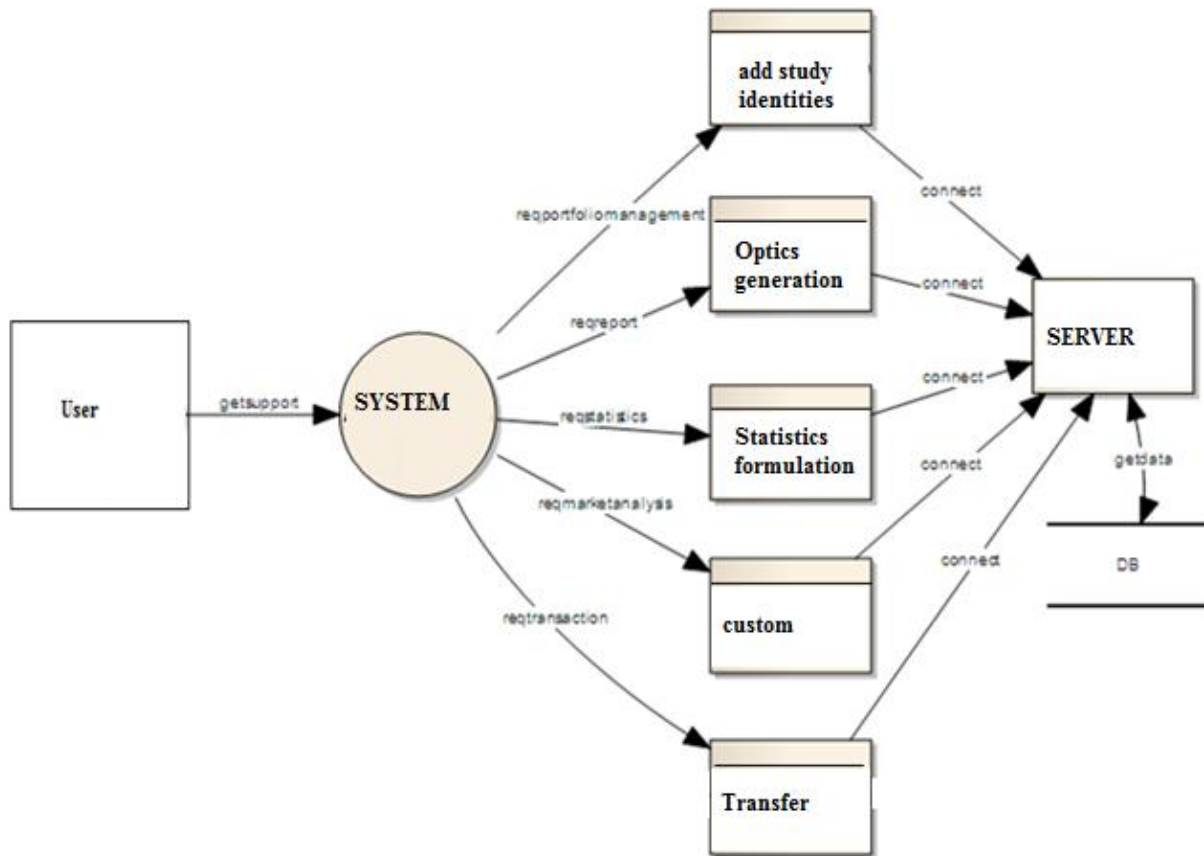 add study
identities
connect
reqportfoliomanagement
Optics
generation
connect
reqreport
SERVER
User
getsupport
SYSTEM
reqstatistics
Statistics
formulation
connect
getdata
reqmarketanalysis
connect
DB
custom
connect
reqtransaction
Transfer